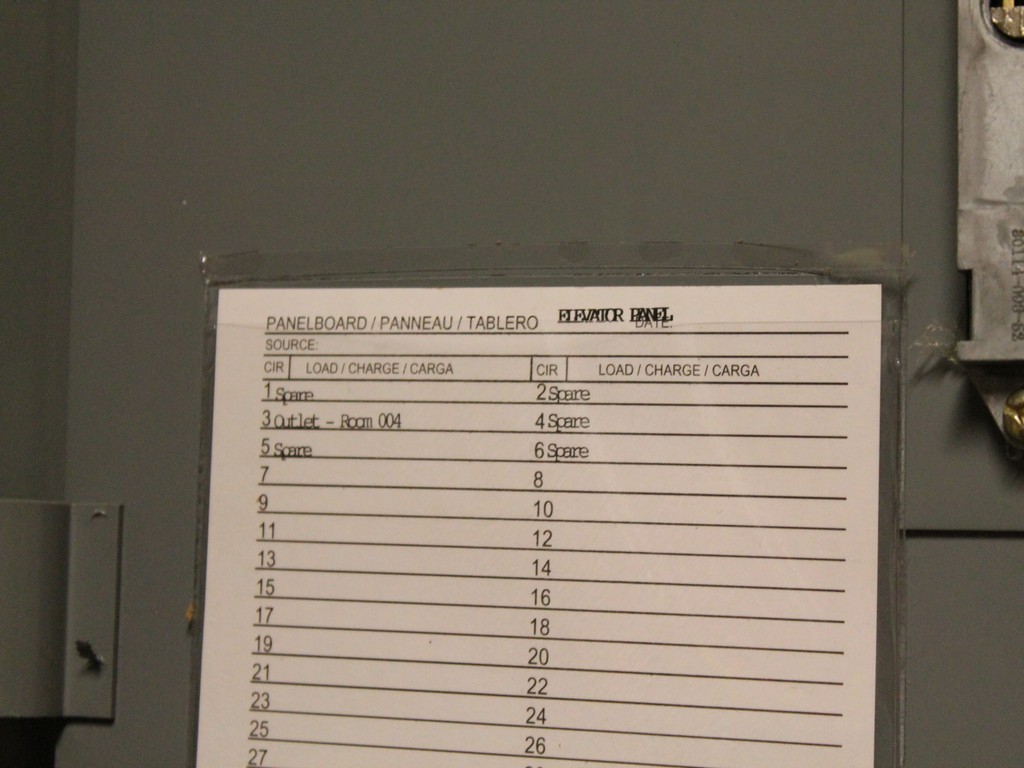 PANELBOARD / PANNEAU / TABLERO ELEVATOR PANEL
DATE:
SOURCE:
CIR LOAD / CHARGE / CARGA CIR LOAD / CHARGE / CARGA
1 Spare 2 Spare
3 Outlet - Room 004 4 Spare
5 Spare 6 Spare
7 8
9 10
11 12
13 14
15 16
17 18
19 20
21 22
23 24
25 26
27